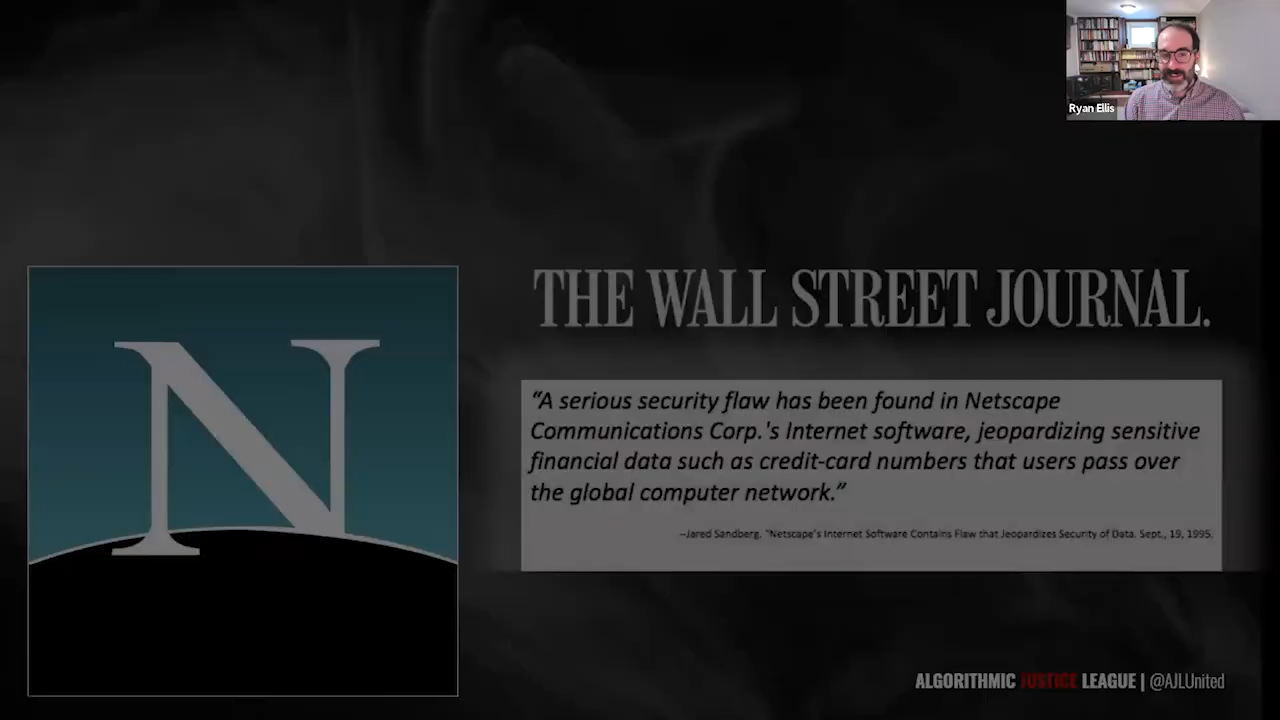 Ryan Ellis
N
THE WALL STREET JOURNAL.
“A serious security flaw has been found in Netscape
Communications Corp.'s Internet software, jeopardizing sensitive
financial data such as credit-card numbers that users pass over
the global computer network.”
--Jared Sandberg. "Netscape's Internet Software Contains Flaw that Jeopardizes Security of Data. Sept., 19, 1995.
ALGORITHMIC JUSTICE LEAGUE | @AJLUnited